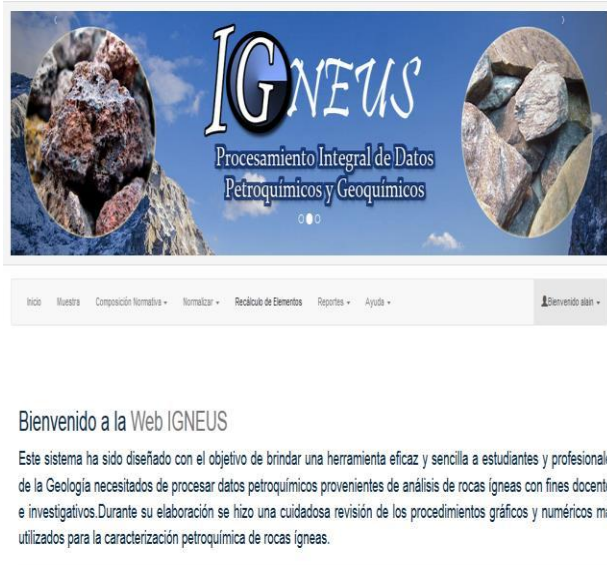 IGNEUS
Procesamiento Integral de Datos
Petroquímicos y Geoquímicos
Inicio Muestra Composición Normativa Normalizar Recálculo de Elementos Reportes Ayuda Bienvenido alain
Bienvenido a la Web IGNEUS
Este sistema ha sido diseñado con el objetivo de brindar una herramienta eficaz y sencilla a estudiantes y profesionale
de la Geología necesitados de procesar datos petroquímicos provenientes de análisis de rocas ígneas con fines docent
e investigativos.Durante su elaboración se hizo una cuidadosa revisión de los procedimientos gráficos y numéricos m
utilizados para la caracterización petroquímica de rocas ígneas.